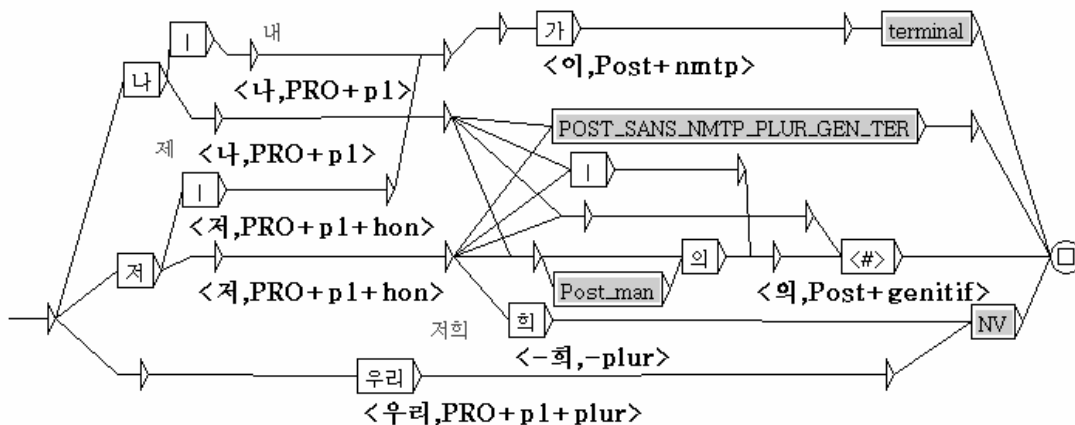 내
ㅣ
가
terminal
<이,Post+nmtp>
나
<나,PRO+p1>
POST_SANS_NMTP_PLUR_GEN_TER
제
<나,PRO+p1>
ㅣ
ㅣ
<저,PRO+p1+hon>
저
의
<#>
<저,PRO+p1+hon>
Post_man
<의,Post+genitif>
저희
희
NV
<-희,-plur>
우리
<우리,PRO+p1+plur>